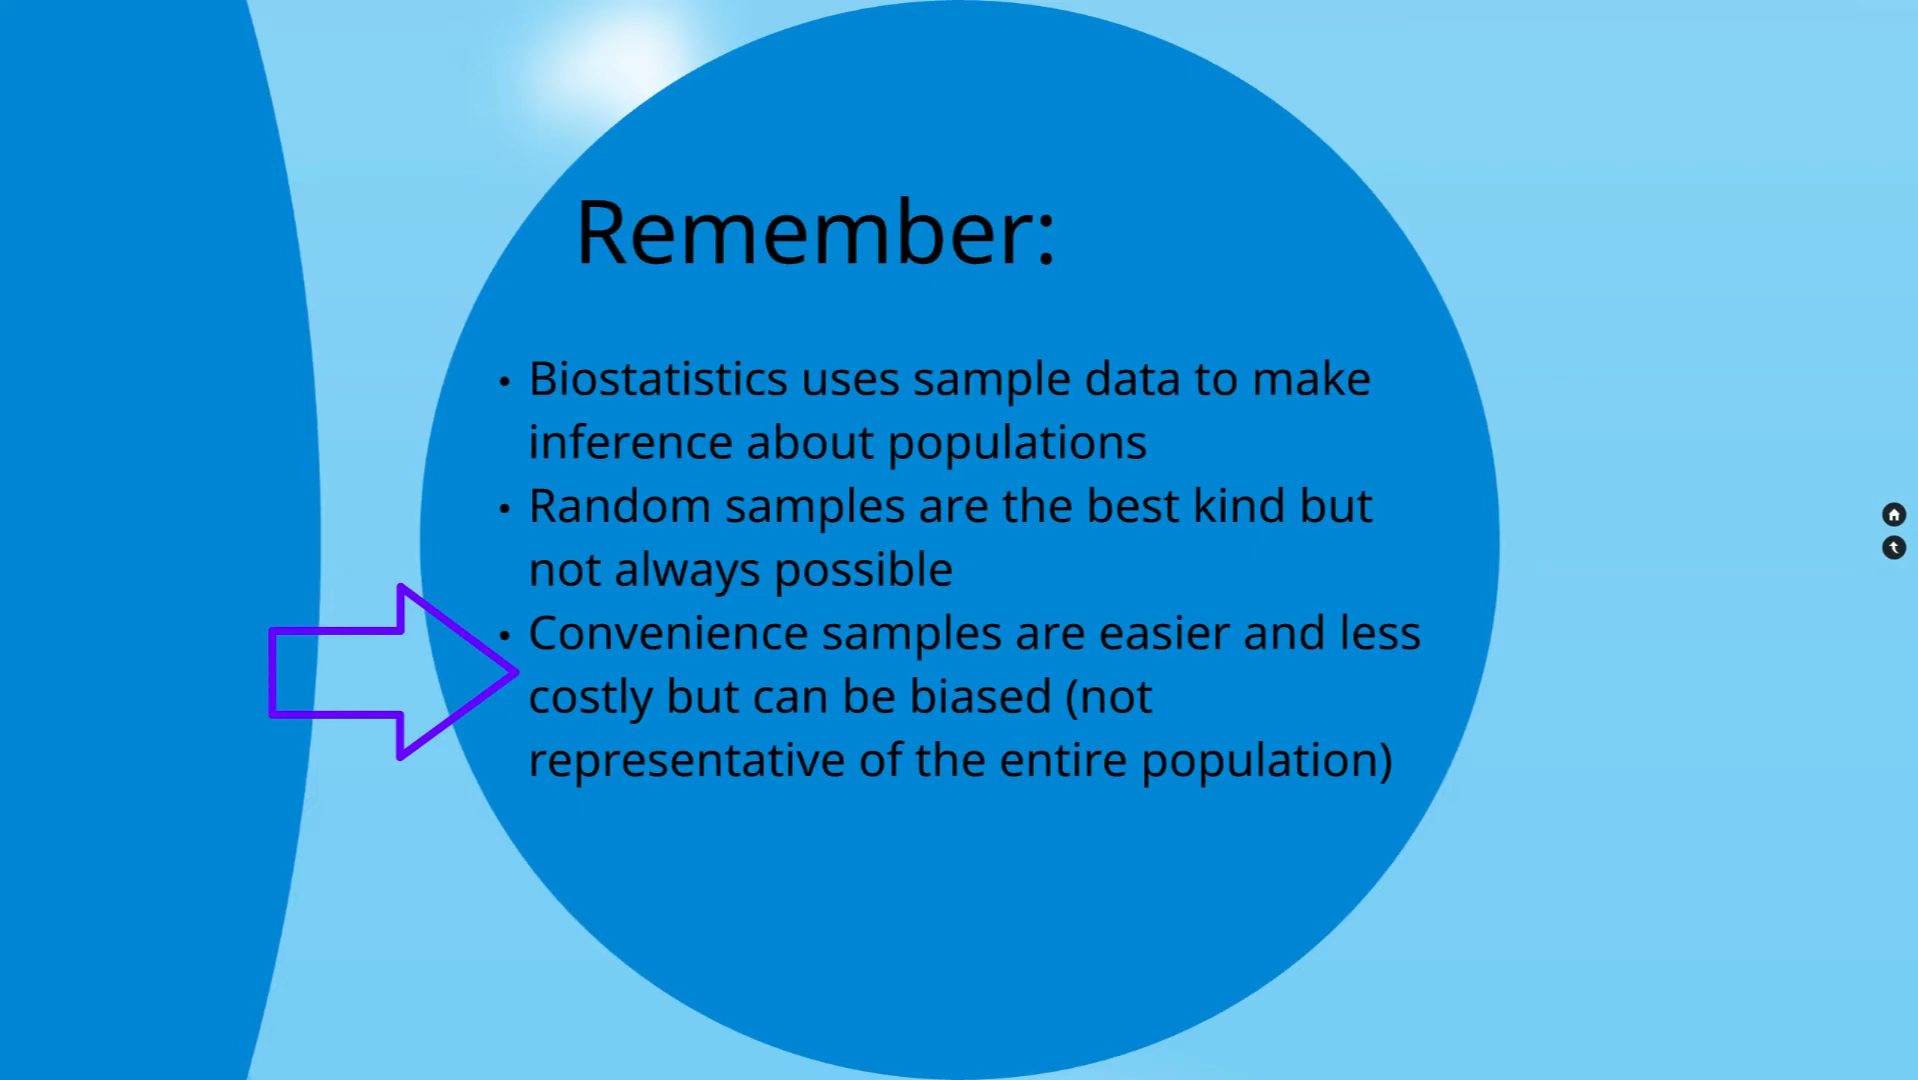 Remember:
• Biostatistics uses sample data to make
inference about populations
• Random samples are the best kind but
not always possible
• Convenience samples are easier and less
costly but can be biased (not
representative of the entire population)